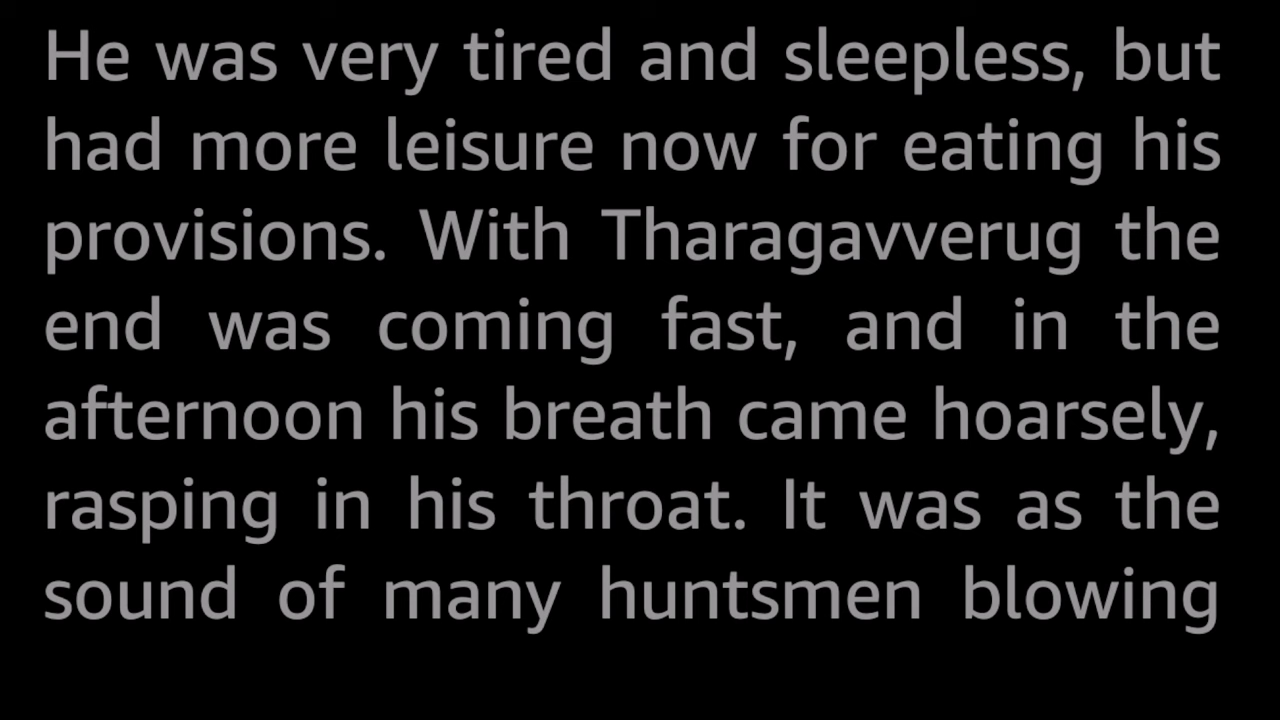 He was very tired and sleepless, but
had more leisure now for eating his
provisions. With Tharagavverug the
end was coming fast, and in the
afternoon his breath came hoarsely,
rasping in his throat. It was as the
sound of many huntsmen blowing